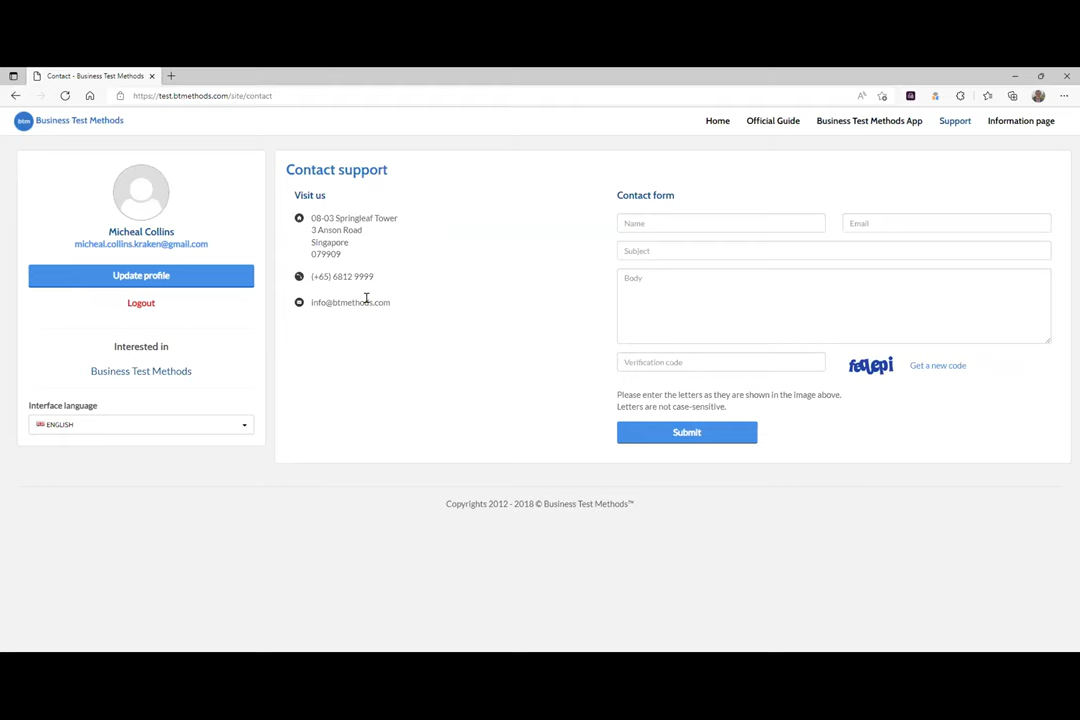 Contact - Business Test Methods
https://test.btmethods.com/site/contact
btm Business Test Methods
Home Official Guide Business Test Methods App Support Information page
Micheal Collins
micheal.collins.kraken@gmail.com
Update profile
Logout
Interested in
Business Test Methods
Interface language
ENGLISH
Contact support
Visit us
08-03 Springleaf Tower
3 Anson Road
Singapore
079909
(+65) 6812 9999
info@btmethods.com
Contact form
Name Email
Subject
Body
Verification code Get a new code
Please enter the letters as they are shown in the image above.
Letters are not case-sensitive.
Submit
Copyrights 2012 - 2018 © Business Test Methods™